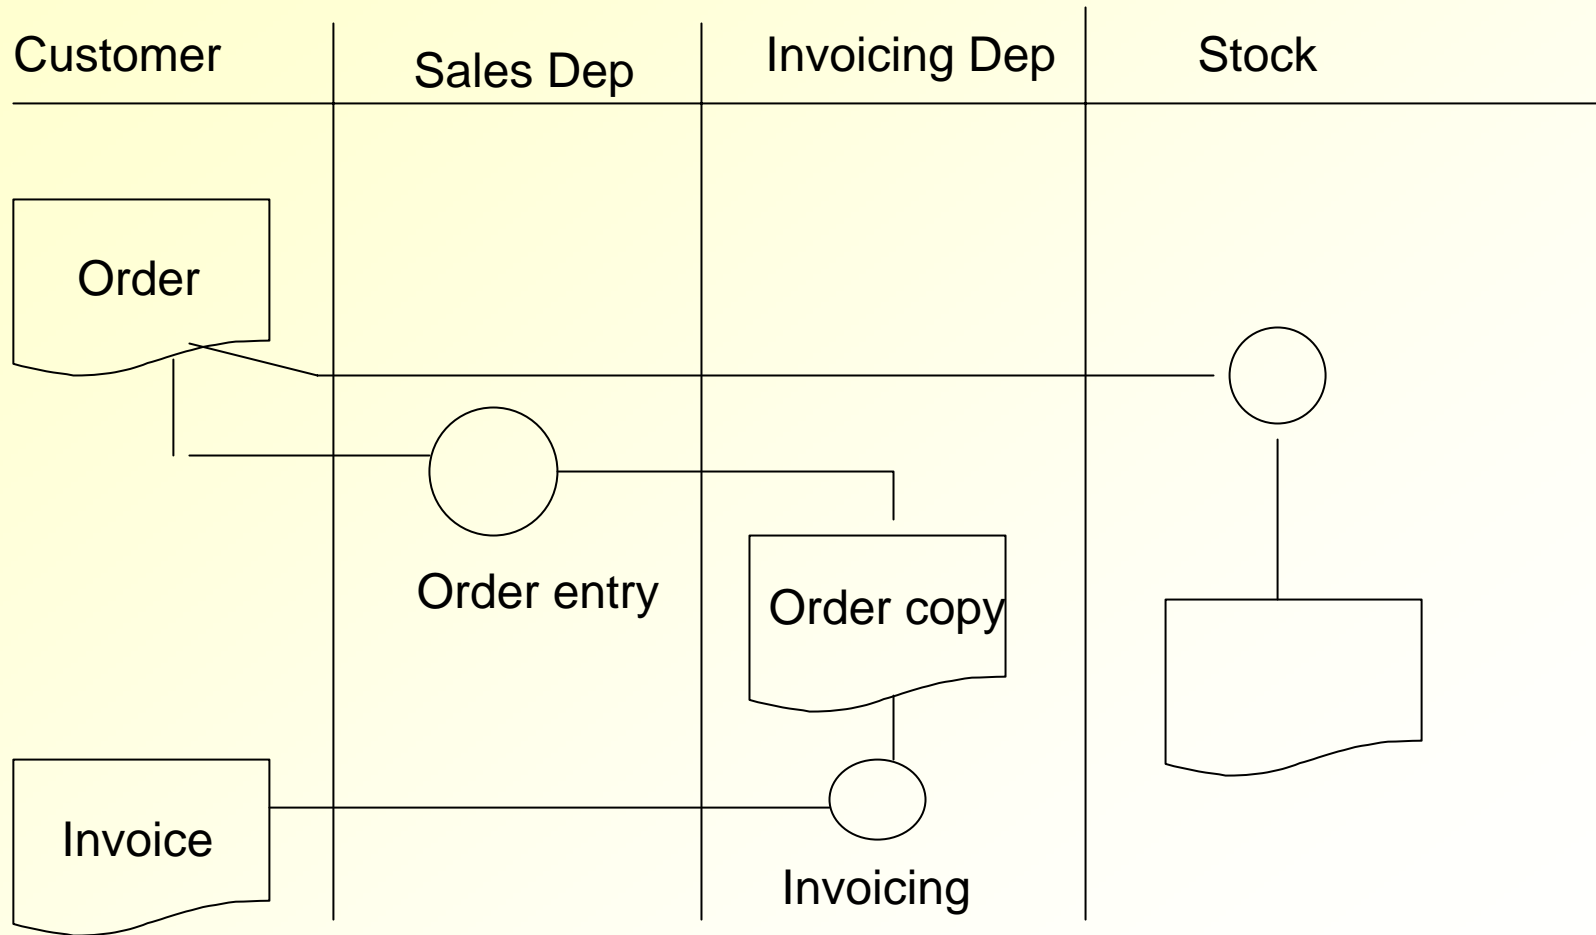 Customer
Sales Dep
Invoicing Dep
Stock
Order
Order entry
Order copy
Invoice
Invoicing